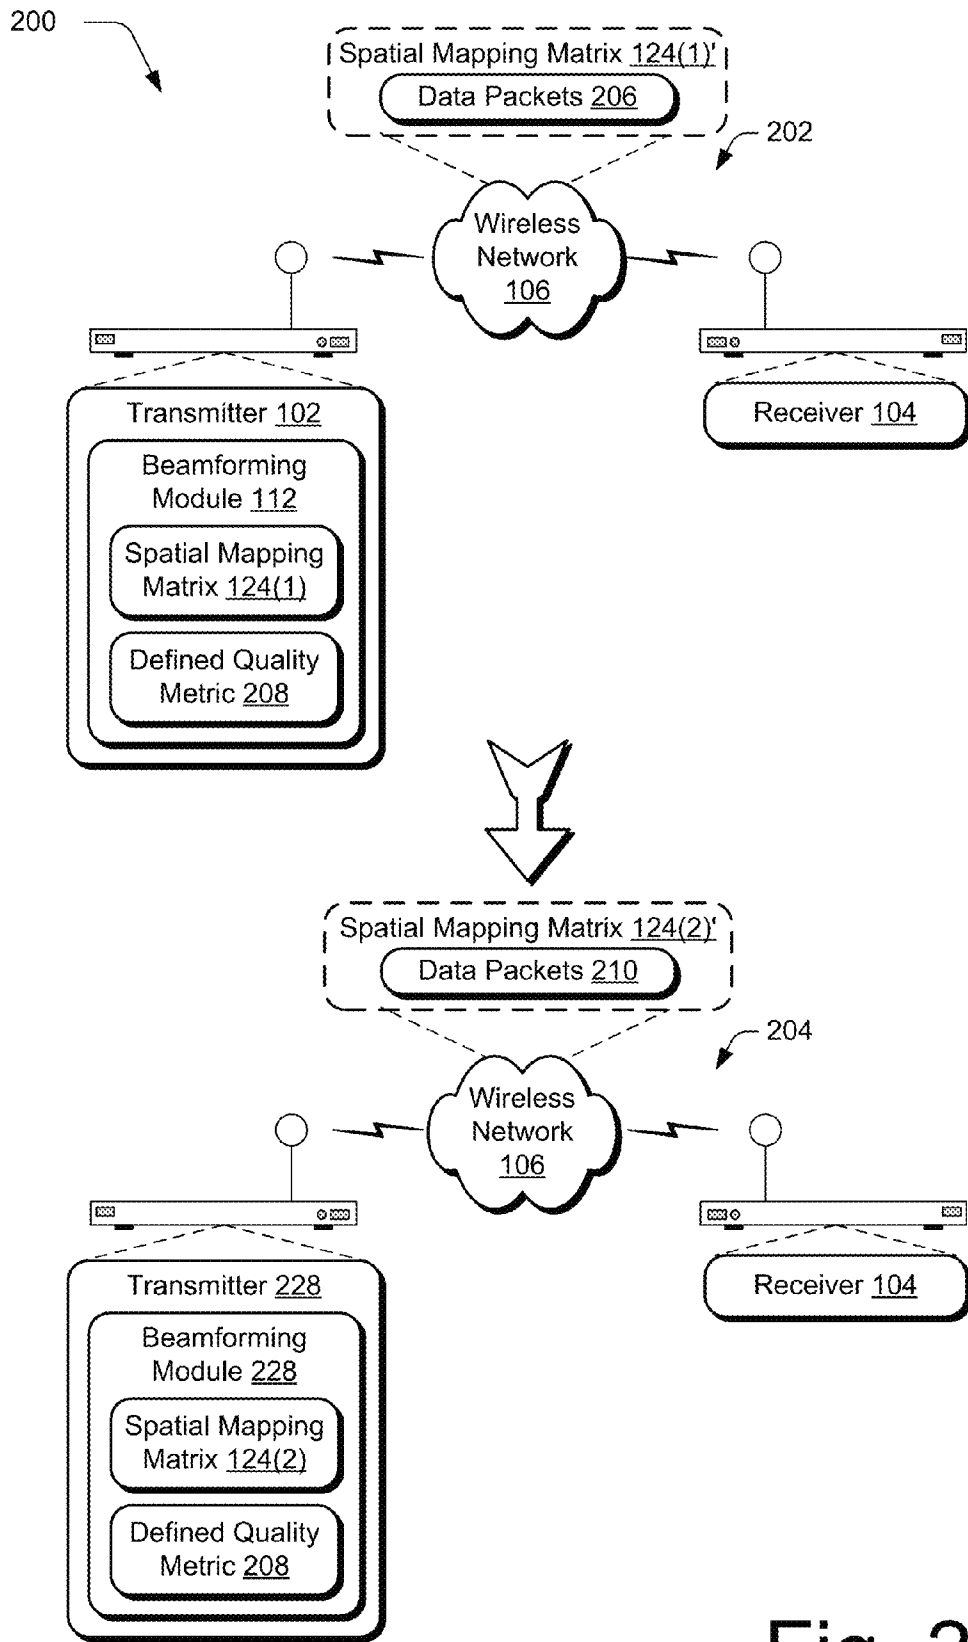 200
Spatial Mapping Matrix 124(1)'
Data Packets 206
202
Wireless
Network
106
Transmitter 102
Beamforming
Module 112
Spatial Mapping
Matrix 124(1)
Defined Quality
Metric 208
Receiver 104
Spatial Mapping Matrix 124(2)'
Data Packets 210
204
Wireless
Network
106
Transmitter 228
Beamforming
Module 228
Spatial Mapping
Matrix 124(2)
Defined Quality
Metric 208
Receiver 104